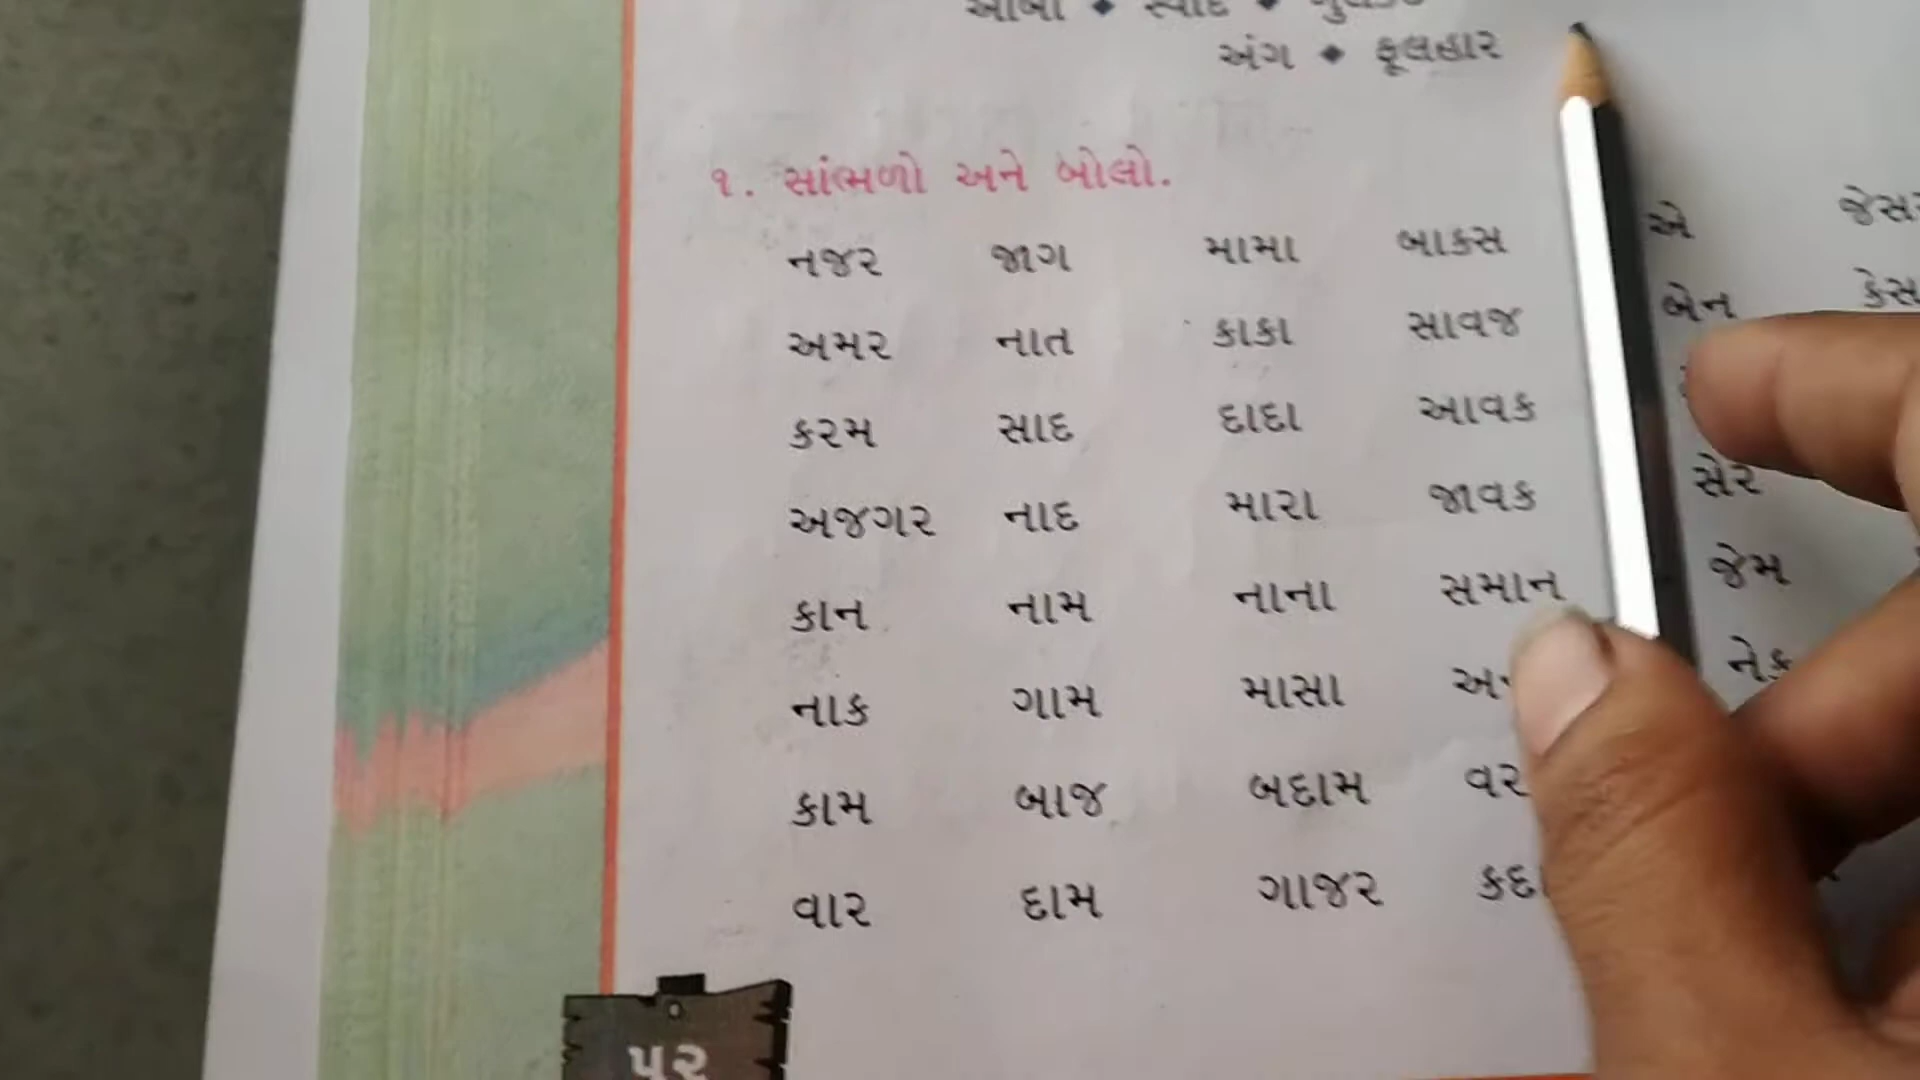 અંગ ◆ ફૂલહાર
૧. સાંભળો અને બોલો.
નજર જાગ મામા બાકસ એ
અમર નાત કાકા સાવજ બેન
કરમ સાદ દાદા આવક
અજગર નાદ મારા જાવક સેર
કાન નામ નાના સમાન જેમ
નાક ગામ માસા નેક
કામ બાજ બદામ
વાર દામ ગાજર
૫૨